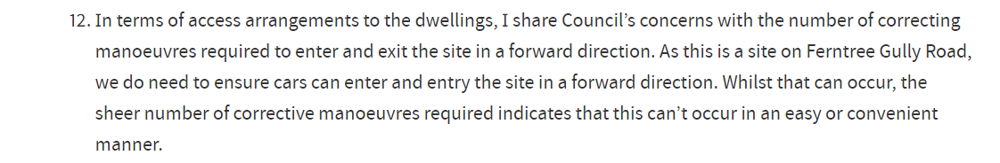 12. In terms of access arrangements to the dwellings, I share Council’s concerns with the number of correcting
manoeuvres required to enter and exit the site in a forward direction. As this is a site on Ferntree Gully Road,
we do need to ensure cars can enter and entry the site in a forward direction. Whilst that can occur, the
sheer number of corrective manoeuvres required indicates that this can’t occur in an easy or convenient
manner.